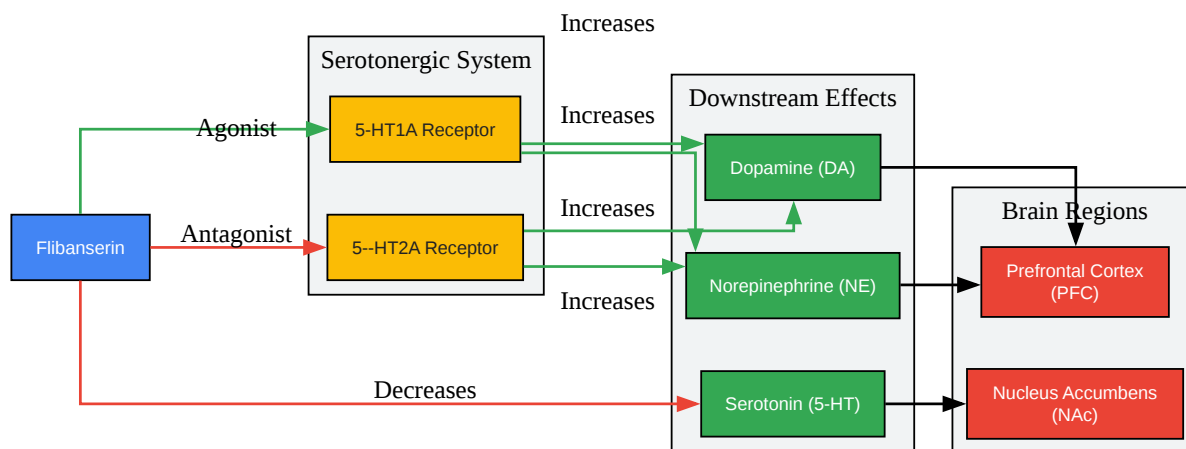 Increases
Serotonergic System
Downstream Effects
Increases
Agonist
5-HT1A Receptor
Dopamine (DA)
Increases
Brain Regions
Flibanserin
Antagonist
5--HT2A Receptor
Norepinephrine (NE)
Prefrontal Cortex
(PFC)
Increases
Decreases
Serotonin (5-HT)
Nucleus Accumbens
(NAc)